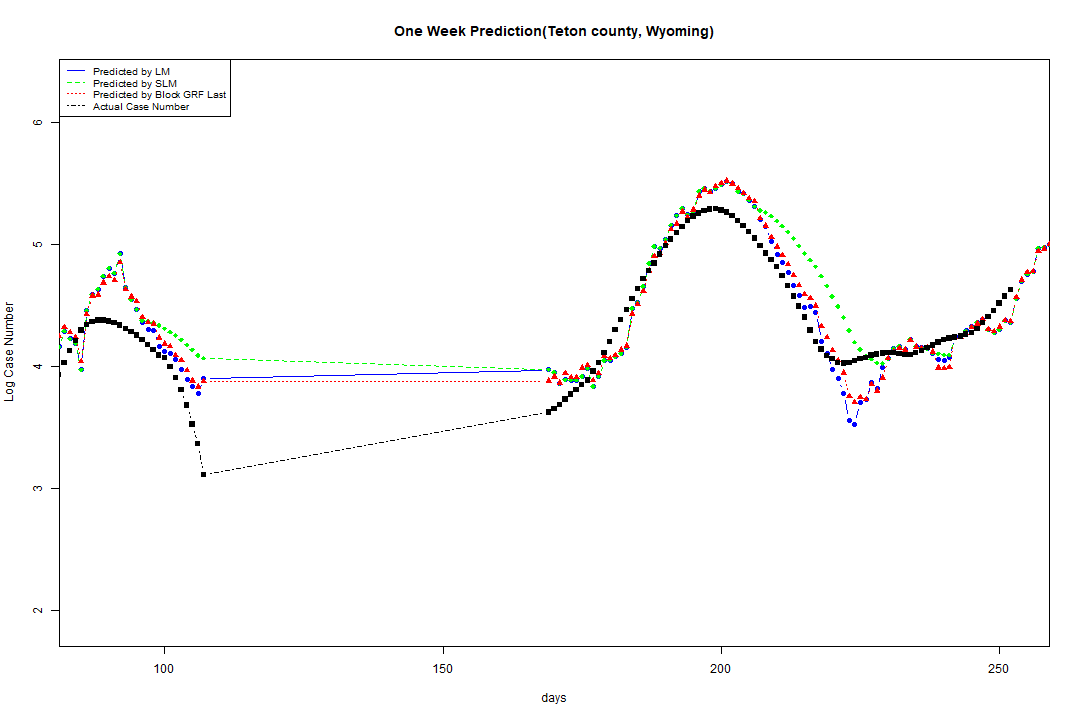 One Week Prediction(Teton county, Wyoming)
Predicted by LM
Predicted by SLM
Predicted by Block GRF Last
Actual Case Number
6
5
4
3
2
Log Case Number
100 150 200 250
days